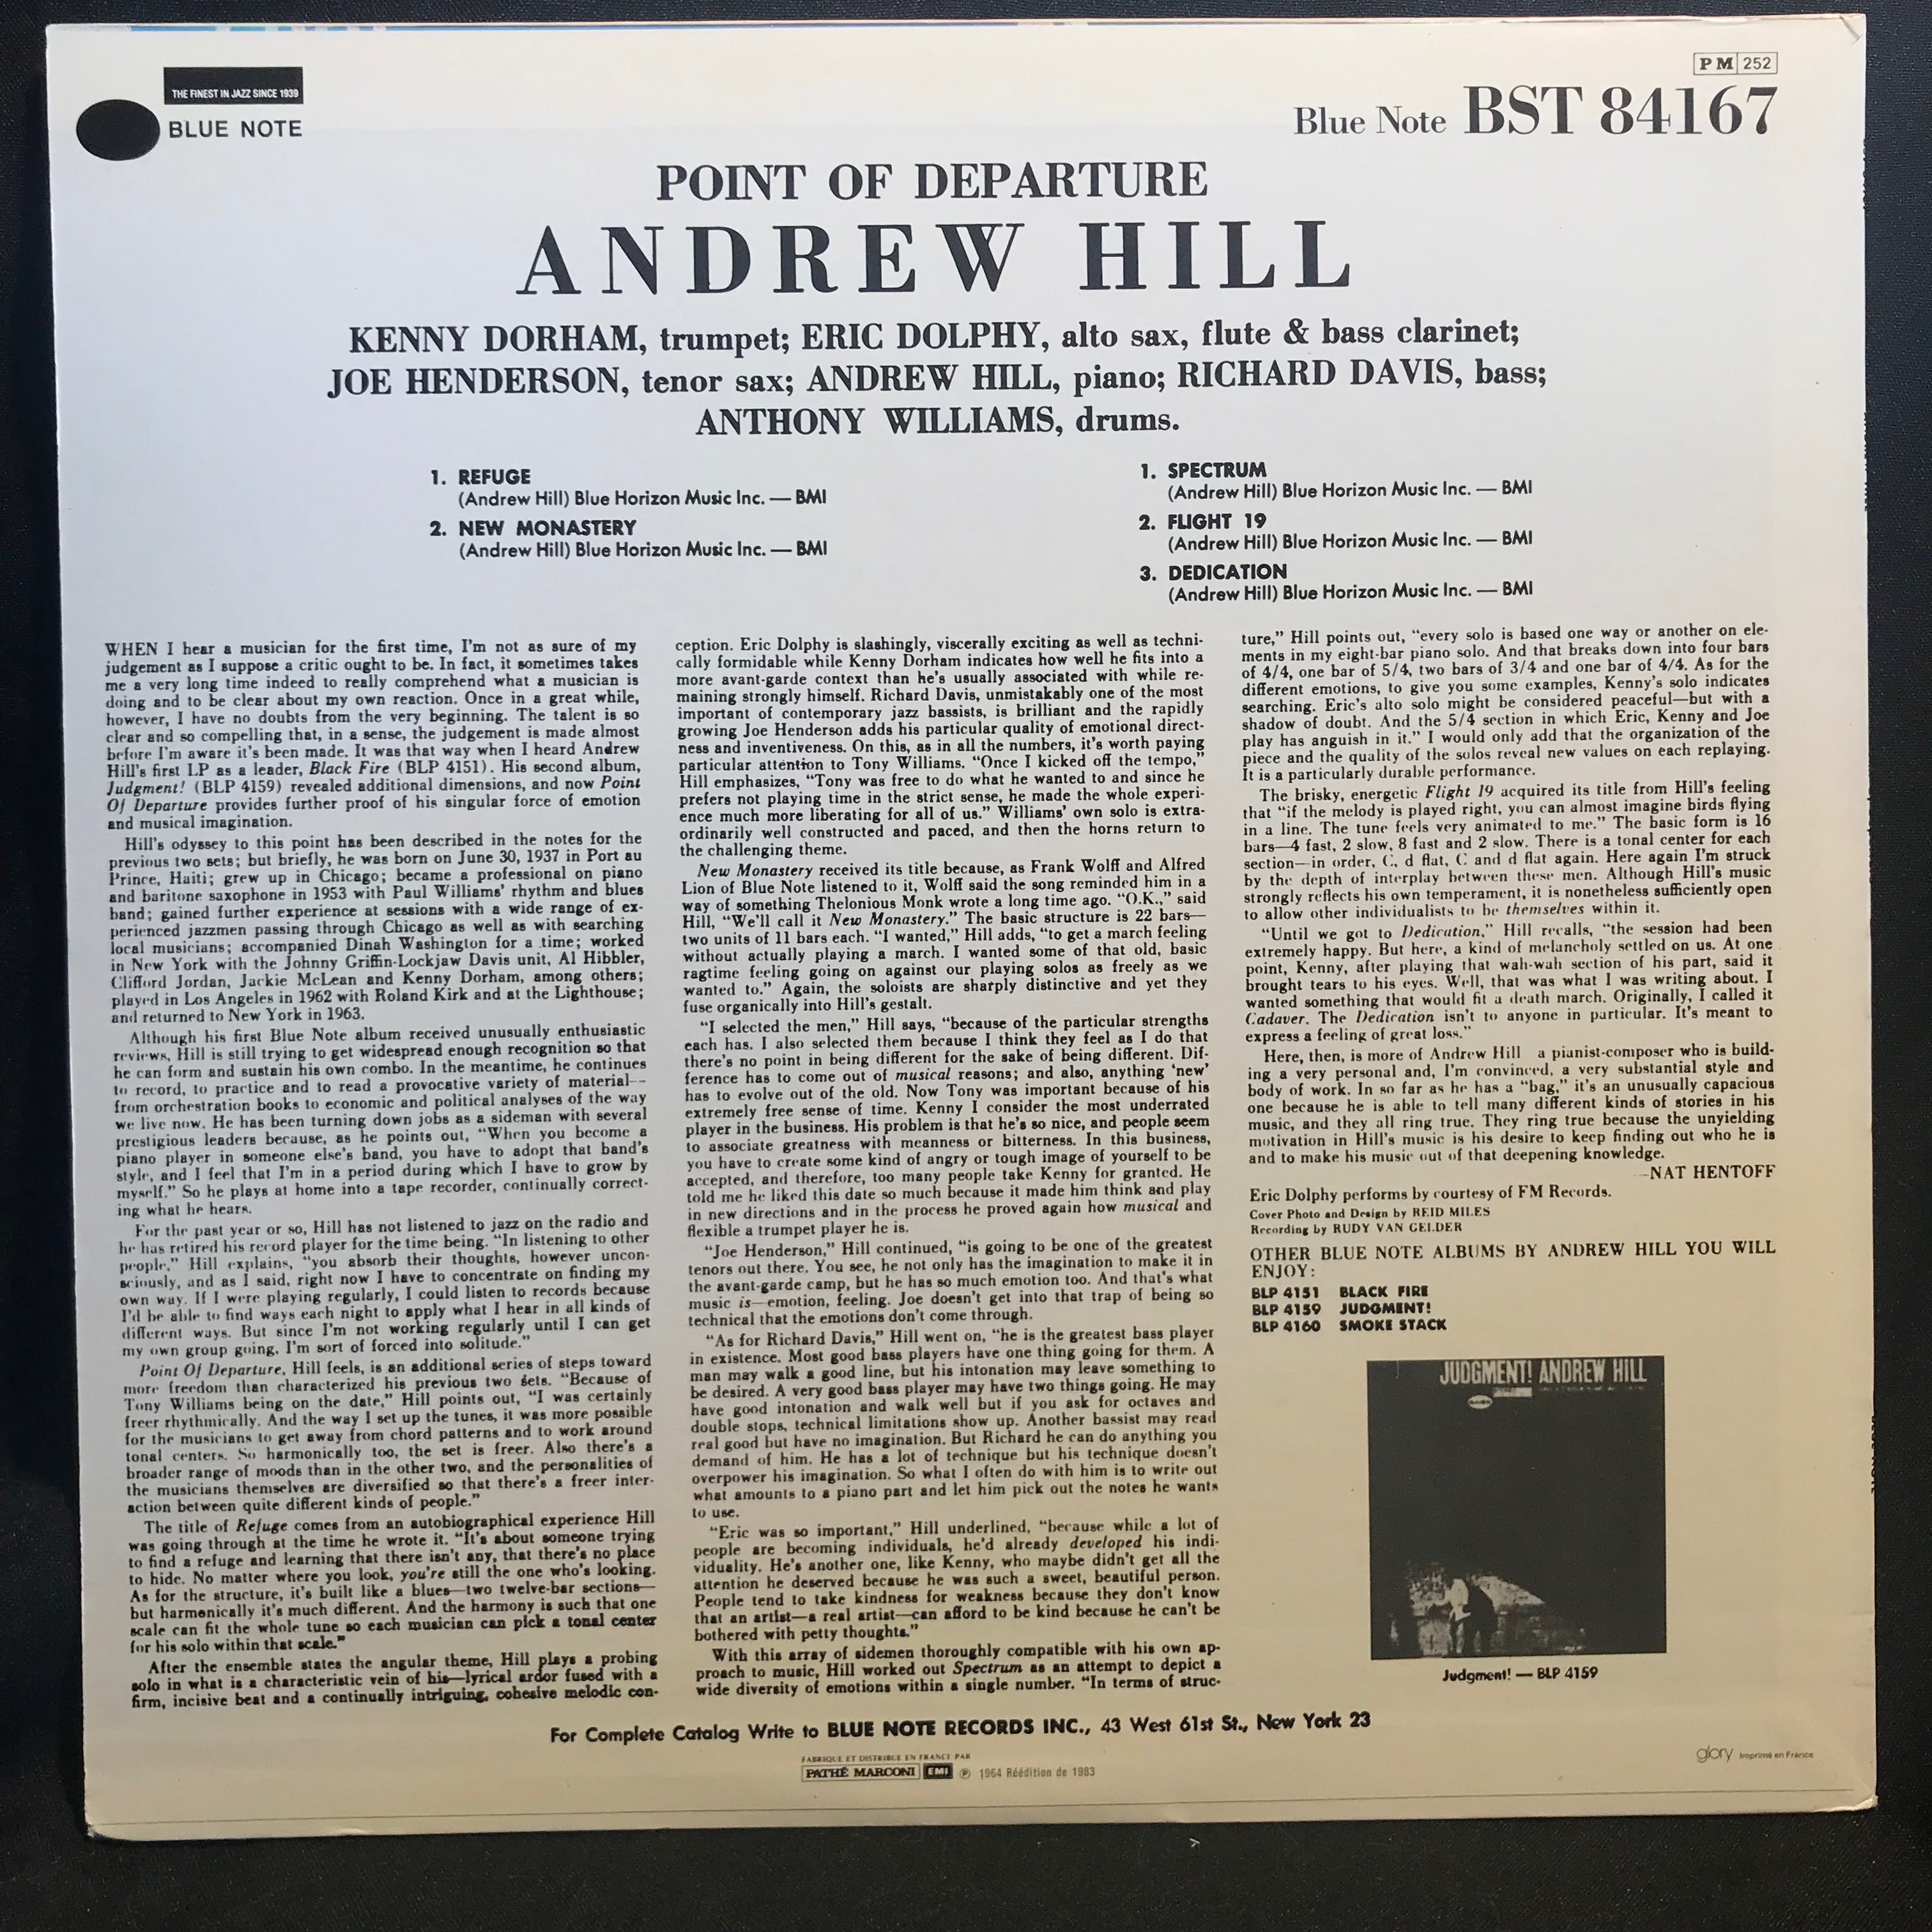 THE FINEST IN JAZZ SINCE 1939
BLUE NOTE
PM 252
Blue Note BST 84167
POINT OF DEPARTURE
ANDREW HILL
KENNY DORHAM, trumpet; ERIC DOLPHY, alto sax, flute & bass clarinet;
JOE HENDERSON, tenor sax; ANDREW HILL, piano; RICHARD DAVIS, bass;
ANTHONY WILLIAMS, drums.
1. REFUGE
(Andrew Hill) Blue Horizon Music Inc. — BMI
2. NEW MONASTERY
(Andrew Hill) Blue Horizon Music Inc. — BMI
1. SPECTRUM
(Andrew Hill) Blue Horizon Music Inc. — BMI
2. FLIGHT 19
(Andrew Hill) Blue Horizon Music Inc. — BMI
3. DEDICATION
(Andrew Hill) Blue Horizon Music Inc. — BMI
WHEN I hear a musician for the first time, I'm not as sure of my
judgement as I suppose a critic ought to be. In fact, it sometimes takes
me a very long time indeed to really comprehend what a musician is
doing and to be clear about my own reaction. Once in a great while,
however, I have no doubts from the very beginning. The talent is so
clear and so compelling that, in a sense, the judgement is made almost
before I'm aware it's been made. It was that way when I heard Andrew
Hill's first LP as a leader, Black Fire (BLP 4151). His second album,
Judgment! (BLP 4159) revealed additional dimensions, and now Point
Of Departure provides further proof of his singular force of emotion
and musical imagination.
Hill's odyssey to this point has been described in the notes for the
previous two sets; but briefly, he was born on June 30, 1937 in Port au
Prince, Haiti; grew up in Chicago; became a professional on piano
and baritone saxophone in 1953 with Paul Williams' rhythm and blues
band; gained further experience at sessions with a wide range of ex-
perienced jazzmen passing through Chicago as well as with searching
local musicians; accompanied Dinah Washington for a time; worked
in New York with the Johnny Griffin-Lockjaw Davis unit, Al Hibbler,
Clifford Jordan, Jackie McLean and Kenny Dorham, among others;
played in Los Angeles in 1962 with Roland Kirk and at the Lighthouse;
and returned to New York in 1963.
Although his first Blue Note album received unusually enthusiastic
reviews, Hill is still trying to get widespread enough recognition so that
he can form and sustain his own combo. In the meantime, he continues
to record, to practice and to read a provocative variety of material--
from orchestration books to economic and political analyses of the way
we live now. He has been turning down jobs as a sideman with several
prestigious leaders because, as he points out, "When you become a
piano player in someone else's band, you have to adopt that band's
style, and I feel that I'm in a period during which I have to grow by
myself." So he plays at home into a tape recorder, continually correct-
ing what he hears.
For the past year or so, Hill has not listened to jazz on the radio and
he has retired his record player for the time being. "In listening to other
people," Hill explains, "you absorb their thoughts, however uncon-
sciously, and as I said, right now I have to concentrate on finding my
own way. If I were playing regularly, I could listen to records because
I'd be able to find ways each night to apply what I hear in all kinds of
different ways. But since I'm not working regularly until I can get
my own group going, I'm sort of forced into solitude."
Point Of Departure, Hill feels, is an additional series of steps toward
more freedom than characterized his previous two sets. "Because of
Tony Williams being on the date," Hill points out, "I was certainly
freer rhythmically. And the way I set up the tunes, it was more possible
for the musicians to get away from chord patterns and to work around
tonal centers. So harmonically too, the set is freer. Also there's a
broader range of moods than in the other two, and the personalities of
the musicians themselves are diversified so that there's a freer inter-
action between quite different kinds of people."
The title of Refuge comes from an autobiographical experience Hill
was going through at the time he wrote it. "It's about someone trying
to find a refuge and learning that there isn't any, that there's no place
to hide. No matter where you look, you're still the one who's looking.
As for the structure, it's built like a blues—two twelve-bar sections—
but harmonically it's much different. And the harmony is such that one
scale can fit the whole tune so each musician can pick a tonal center
for his solo within that scale."
After the ensemble states the angular theme, Hill plays a probing
solo in what is a characteristic vein of his—lyrical ardor fused with a
firm, incisive beat and a continually intriguing, cohesive melodic con-
ception. Eric Dolphy is slashingly, viscerally exciting as well as techni-
cally formidable while Kenny Dorham indicates how well he fits into a
more avant-garde context than he's usually associated with while re-
maining strongly himself. Richard Davis, unmistakably one of the most
important of contemporary jazz bassists, is brilliant and the rapidly
growing Joe Henderson adds his particular quality of emotional direct-
ness and inventiveness. On this, as in all the numbers, it's worth paying
particular attention to Tony Williams. "Once I kicked off the tempo,"
Hill emphasizes, "Tony was free to do what he wanted to and since he
prefers not playing time in the strict sense, he made the whole experi-
ence much more liberating for all of us." Williams' own solo is extra-
ordinarily well constructed and paced, and then the horns return to
the challenging theme.
New Monastery received its title because, as Frank Wolff and Alfred
Lion of Blue Note listened to it, Wolff said the song reminded him in a
way of something Thelonious Monk wrote a long time ago. "O.K.," said
Hill, "We'll call it New Monastery." The basic structure is 22 bars—
two units of 11 bars each. "I wanted," Hill adds, "to get a march feeling
without actually playing a march. I wanted some of that old, basic
ragtime feeling going on against our playing solos as freely as we
wanted to." Again, the soloists are sharply distinctive and yet they
fuse organically into Hill's gestalt.
"I selected the men," Hill says, "because of the particular strengths
each has. I also selected them because I think they feel as I do that
there's no point in being different for the sake of being different. Dif-
ference has to come out of musical reasons; and also, anything 'new'
has to evolve out of the old. Now Tony was important because of his
extremely free sense of time. Kenny I consider the most underrated
player in the business. His problem is that he's so nice, and people seem
to associate greatness with meanness or bitterness. In this business,
you have to create some kind of angry or tough image of yourself to be
accepted, and therefore, too many people take Kenny for granted. He
told me he liked this date so much because it made him think and play
in new directions and in the process he proved again how musical and
flexible a trumpet player he is.
"Joe Henderson," Hill continued, "is going to be one of the greatest
tenors out there. You see, he not only has the imagination to make it in
the avant-garde camp, but he has so much emotion too. And that's what
music is—emotion, feeling. Joe doesn't get into that trap of being so
technical that the emotions don't come through.
"As for Richard Davis," Hill went on, "he is the greatest bass player
in existence. Most good bass players have one thing going for them. A
man may walk a good line, but his intonation may leave something to
be desired. A very good bass player may have two things going. He may
have good intonation and walk well but if you ask for octaves and
double stops, technical limitations show up. Another bassist may read
real good but have no imagination. But Richard he can do anything you
demand of him. He has a lot of technique but his technique doesn't
overpower his imagination. So what I often do with him is to write out
what amounts to a piano part and let him pick out the notes he wants
to use.
"Eric was so important," Hill underlined, "because while a lot of
people are becoming individuals, he'd already developed his indi-
viduality. He's another one, like Kenny, who maybe didn't get all the
attention he deserved because he was such a sweet, beautiful person.
People tend to take kindness for weakness because they don't know
that an artist—a real artist—can afford to be kind because he can't be
bothered with petty thoughts."
With this array of sidemen thoroughly compatible with his own ap-
proach to music, Hill worked out Spectrum as an attempt to depict a
wide diversity of emotions within a single number. "In terms of struc-
ture," Hill points out, "every solo is based one way or another on ele-
ments in my eight-bar piano solo. And that breaks down into four bars
of 4/4, one bar of 5/4, two bars of 3/4 and one bar of 4/4. As for the
different emotions, to give you some examples, Kenny's solo indicates
searching. Eric's alto solo might be considered peaceful—but with a
shadow of doubt. And the 5/4 section in which Eric, Kenny and Joe
play has anguish in it." I would only add that the organization of the
piece and the quality of the solos reveal new values on each replaying.
It is a particularly durable performance.
The brisky, energetic Flight 19 acquired its title from Hill's feeling
that "if the melody is played right, you can almost imagine birds flying
in a line. The tune feels very animated to me." The basic form is 16
bars—4 fast, 2 slow, 8 fast and 2 slow. There is a tonal center for each
section—in order, C, d flat, C and d flat again. Here again I'm struck
by the depth of interplay between these men. Although Hill's music
strongly reflects his own temperament, it is nonetheless sufficiently open
to allow other individualists to be themselves within it.
"Until we got to Dedication," Hill recalls, "the session had been
extremely happy. But here, a kind of melancholy settled on us. At one
point, Kenny, after playing that wah-wah section of his part, said it
brought tears to his eyes. Well, that was what I was writing about. I
wanted something that would fit a death march. Originally, I called it
Cadaver. The Dedication isn't to anyone in particular. It's meant to
express a feeling of great loss."
Here, then, is more of Andrew Hill a pianist-composer who is build-
ing a very personal and, I'm convinced, a very substantial style and
body of work. In so far as he has a "bag," it's an unusually capacious
one because he is able to tell many different kinds of stories in his
music, and they all ring true. They ring true because the unyielding
motivation in Hill's music is his desire to keep finding out who he is
and to make his music out of that deepening knowledge.
—NAT HENTOFF
Eric Dolphy performs by courtesy of FM Records.
Cover Photo and Design by REID MILES
Recording by RUDY VAN GELDER
OTHER BLUE NOTE ALBUMS BY ANDREW HILL YOU WILL
ENJOY:
BLP 4151 BLACK FIRE
BLP 4159 JUDGMENT!
BLP 4160 SMOKE STACK
JUDGMENT! ANDREW HILL
Judgment! — BLP 4159
For Complete Catalog Write to BLUE NOTE RECORDS INC., 43 West 61st St., New York 23
FABRIQUE ET DISTRIBUE EN FRANCE PAR
PATHÉ MARCONI EMI ℗ 1964 Réédition de 1983
glory Imprimé en France